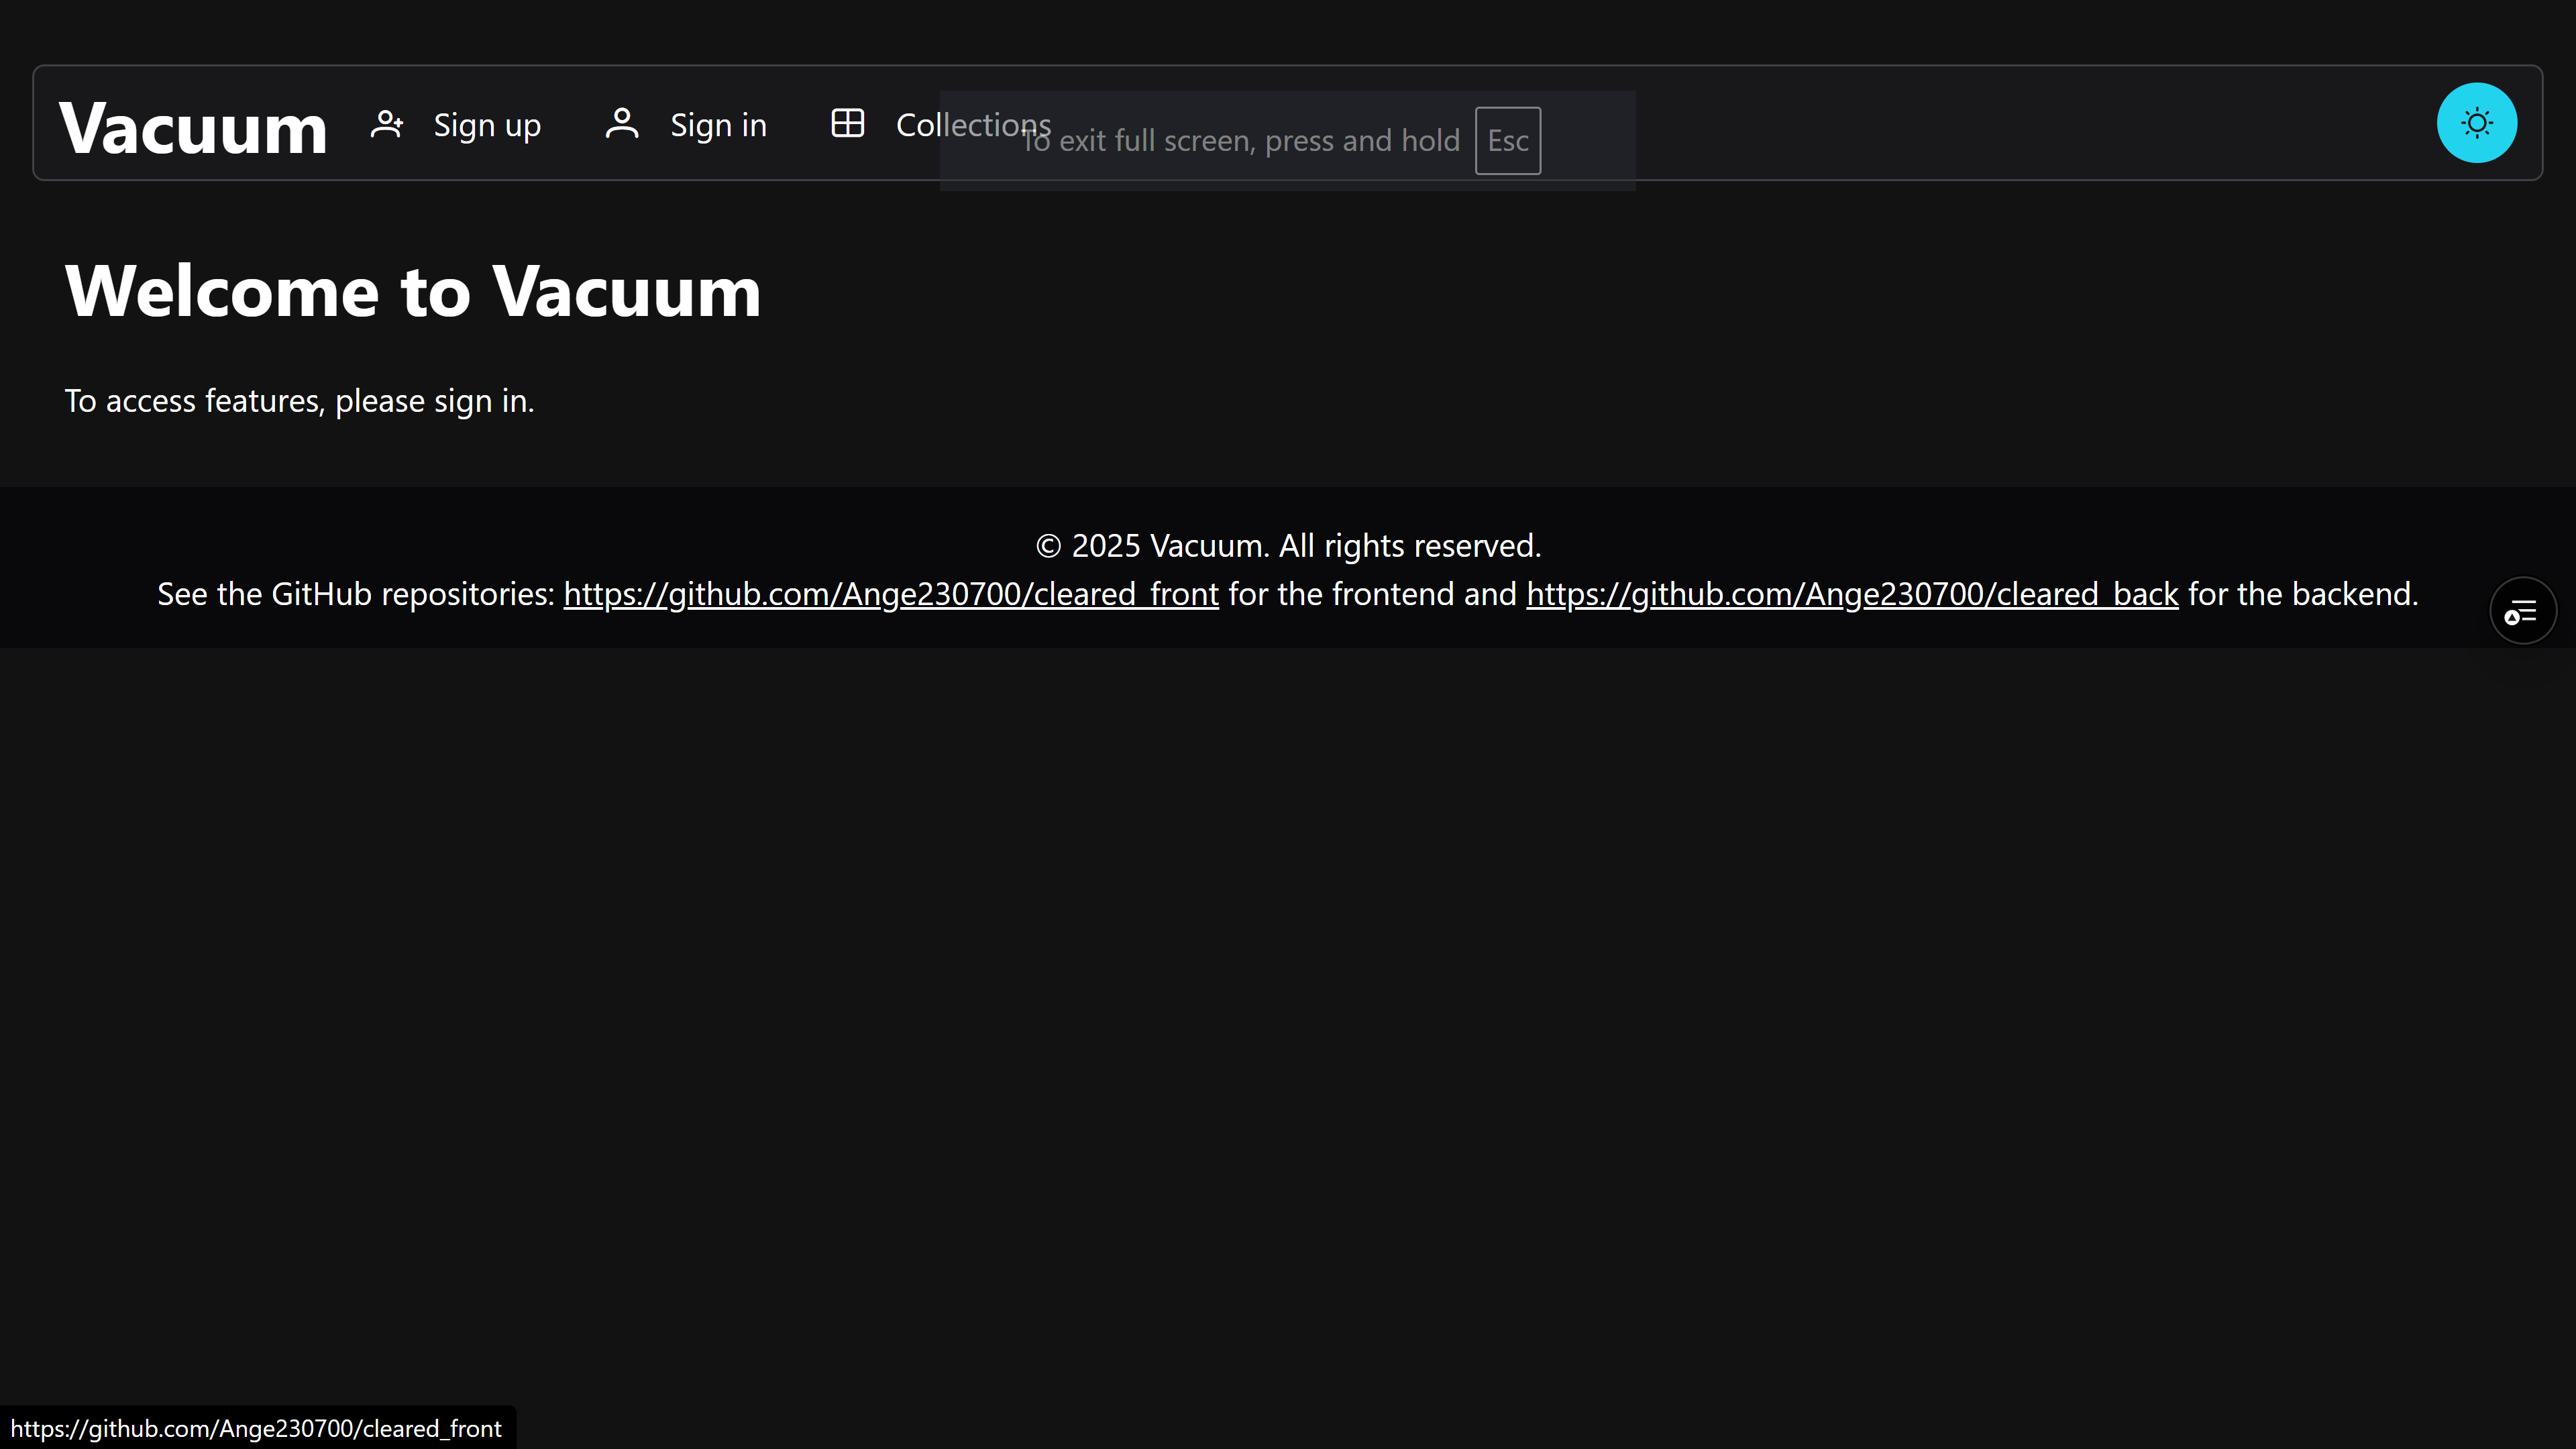 Vacuum Sign up Sign in Collections
To exit full screen, press and hold Esc
Welcome to Vacuum
To access features, please sign in.
© 2025 Vacuum. All rights reserved.
See the GitHub repositories: https://github.com/Ange230700/cleared_front for the frontend and https://github.com/Ange230700/cleared_back for the backend.
https://github.com/Ange230700/cleared_front